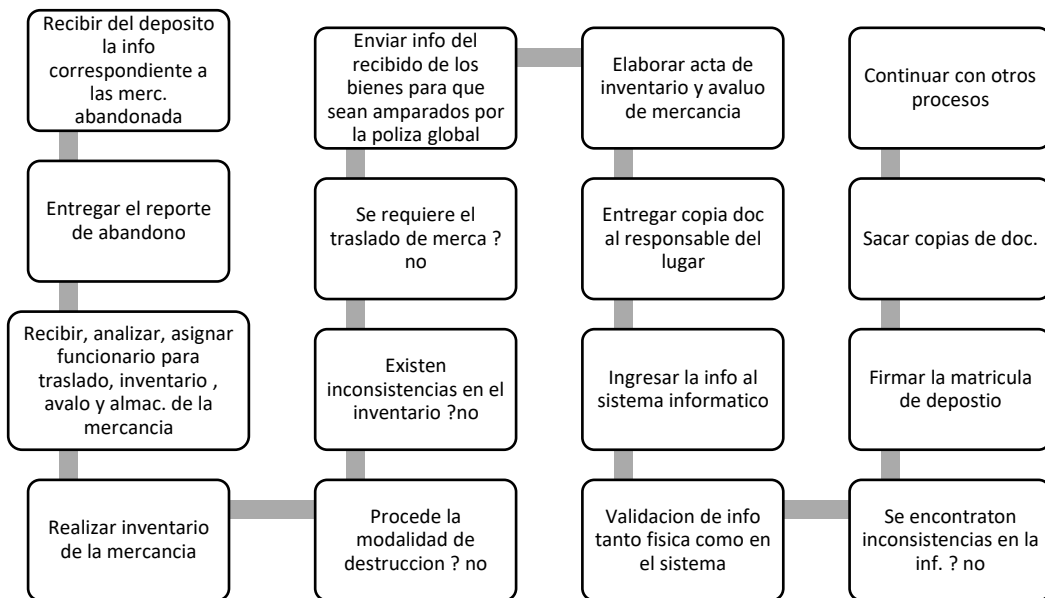 Recibir del deposito
la info
correspondiente a
las merc.
abandonada
Entregar el reporte
de abandono
Recibir, analizar, asignar
funcionario para
traslado, inventario ,
avalo y almac. de la
mercancia
Realizar inventario
de la mercancia
Procede la
modalidad de
destruccion ? no
Existen
inconsistencias en el
inventario ?no
Se requiere el
traslado de merca ?
no
Enviar info del
recibido de los
bienes para que
sean amparados por
la poliza global
Elaborar acta de
inventario y avaluo
de mercancia
Entregar copia doc
al responsable del
lugar
Ingresar la info al
sistema informatico
Validacion de info
tanto fisica como en
el sistema
Se encontraton
inconsistencias en la
inf. ? no
Firmar la matricula
de depostio
Sacar copias de doc.
Continuar con otros
procesos